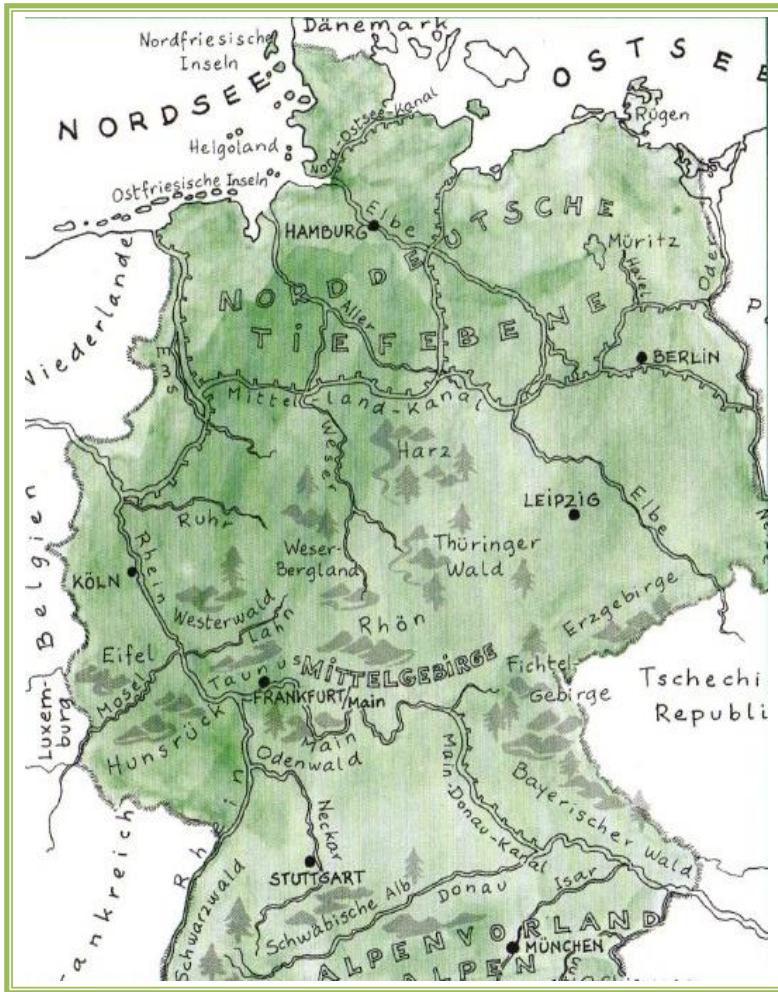 Dänemark
Nordfriesische
Inseln
OSTSEE
NORDSEE
Nord-Ostsee-Kanal
Rügen
Helgoland
Ostfriesische Inseln
Elbe
HAMBURG
NORDDEUTSCHE
TIEFEBENE
Müritz
Havel
Oder
Niederlande
Aller
Ems
BERLIN
Mittelland-Kanal
Weser
Harz
Belgien
Ruhr
LEIPZIG
Elbe
Rhein
KÖLN
Weser-
Bergland
Thüringer
Wald
Westerwald
Lahn
Rhön
Erzgebirge
Eifel
Taunus
MITTELGEBIRGE
Fichtel-
Gebirge
Tschechi
Republi
Luxem-
burg
Mosel
FRANKFURT/Main
Main
Hunsrück
Odenwald
Main-Donau-Kanal
Bayerischer Wald
Rhein
Neckar
ankreich
STUTTGART
Schwarzwald
Schwäbische Alb
Donau
Isar
ALPENVORLAND
MÜNCHEN
ALPEN